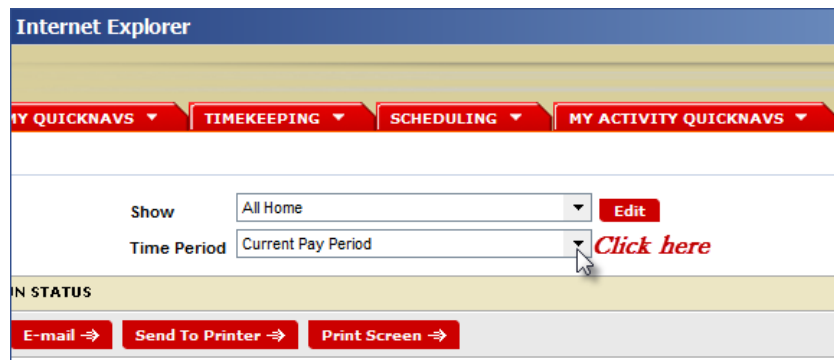 Internet Explorer
MY QUICKNAVS TIMEKEEPING SCHEDULING MY ACTIVITY QUICKNAVS
Show All Home Edit
Time Period Current Pay Period Click here
IN STATUS
E-mail Send To Printer Print Screen